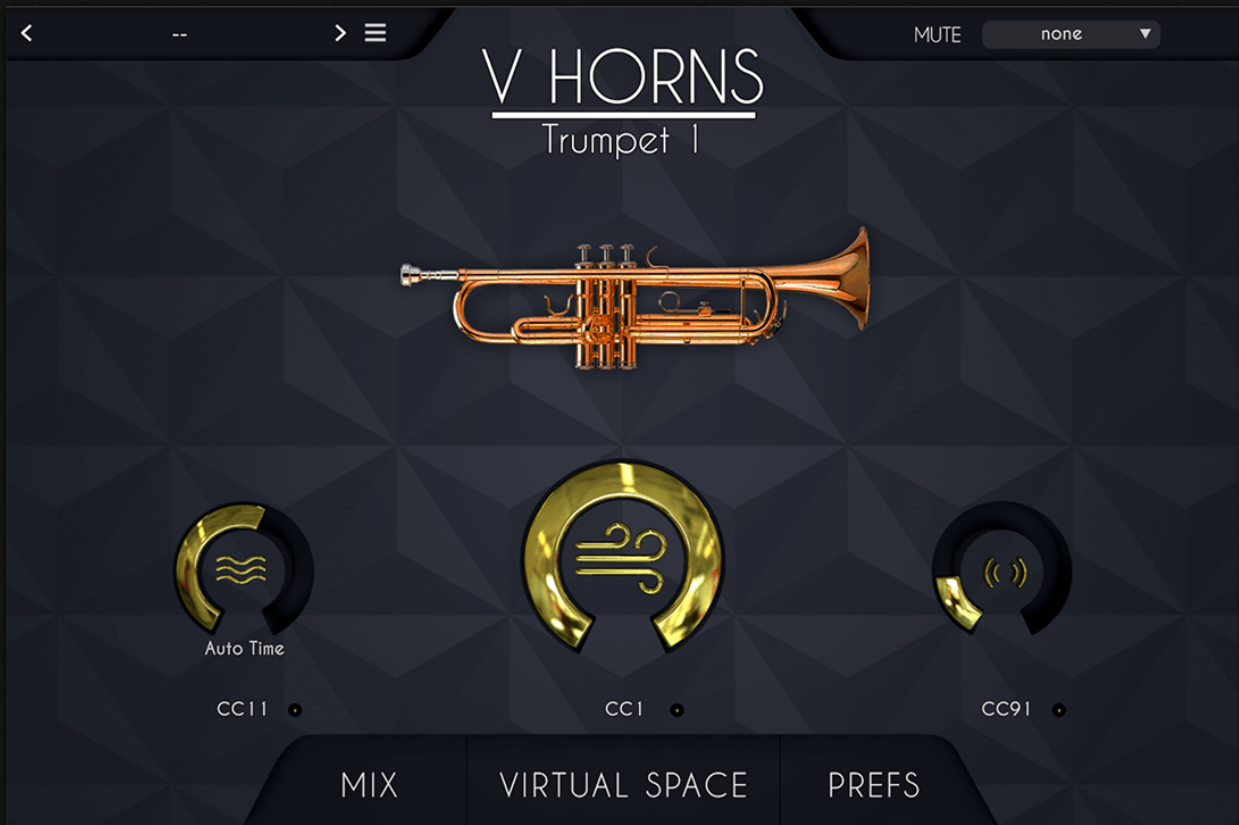 --
MUTE none
V HORNS
Trumpet 1
Auto Time
CC11 CC1 CC91
MIX VIRTUAL SPACE PREFS